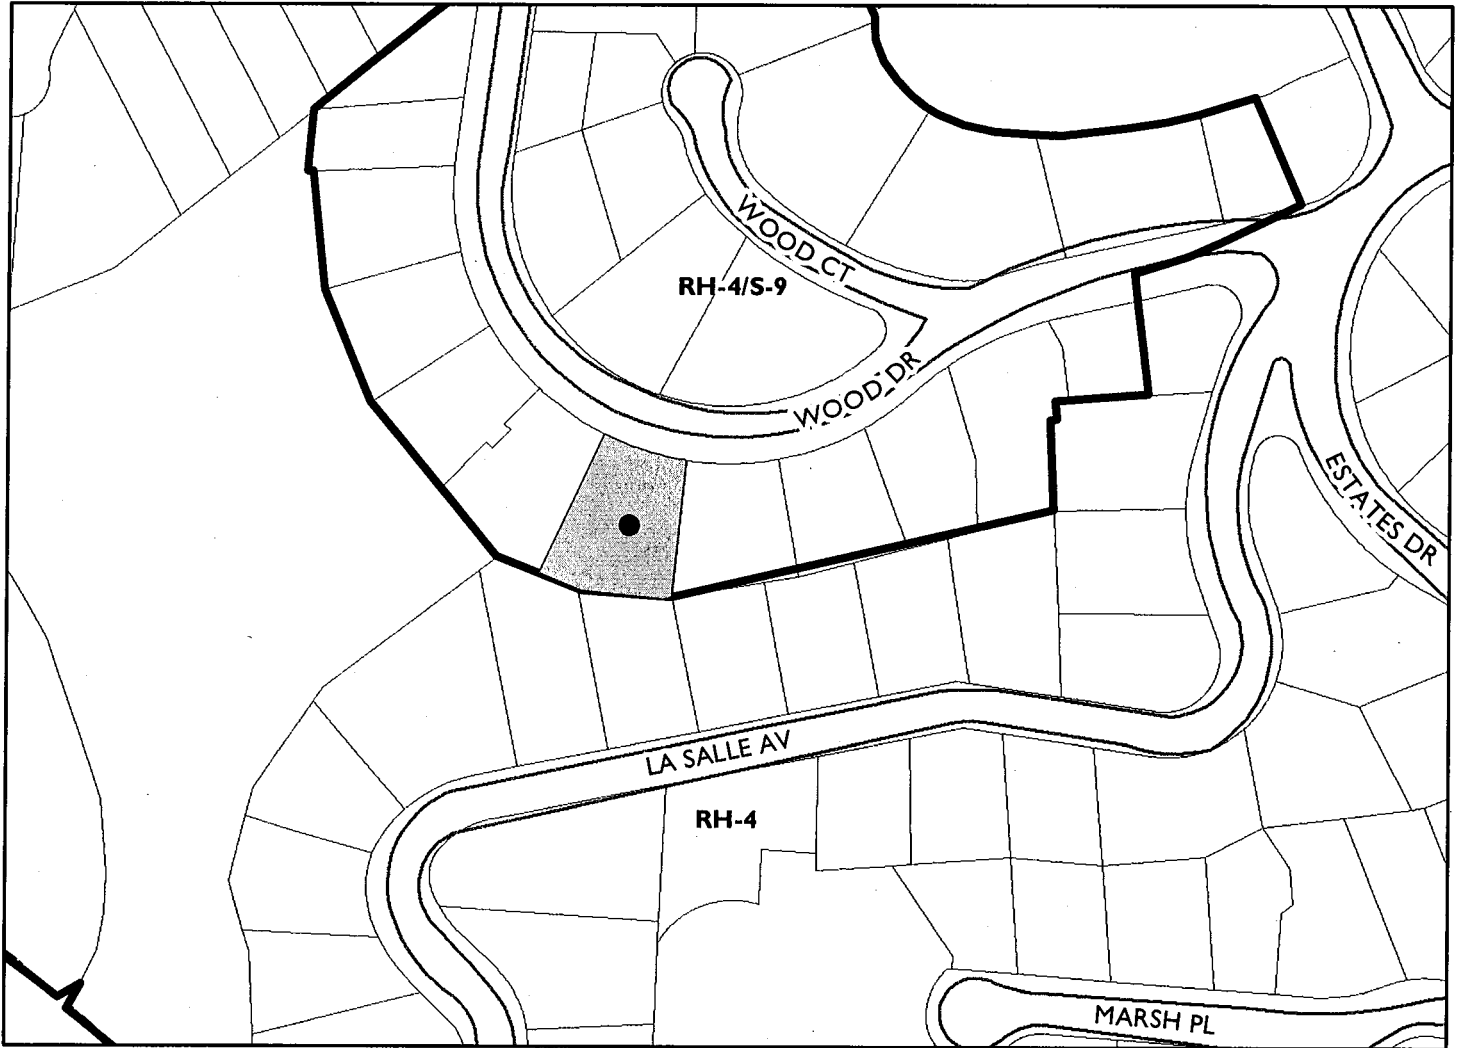 WOOD CT
RH-4/S-9
WOOD DR
ESTATES DR
LA SALLE AV
RH-4
MARSH PL